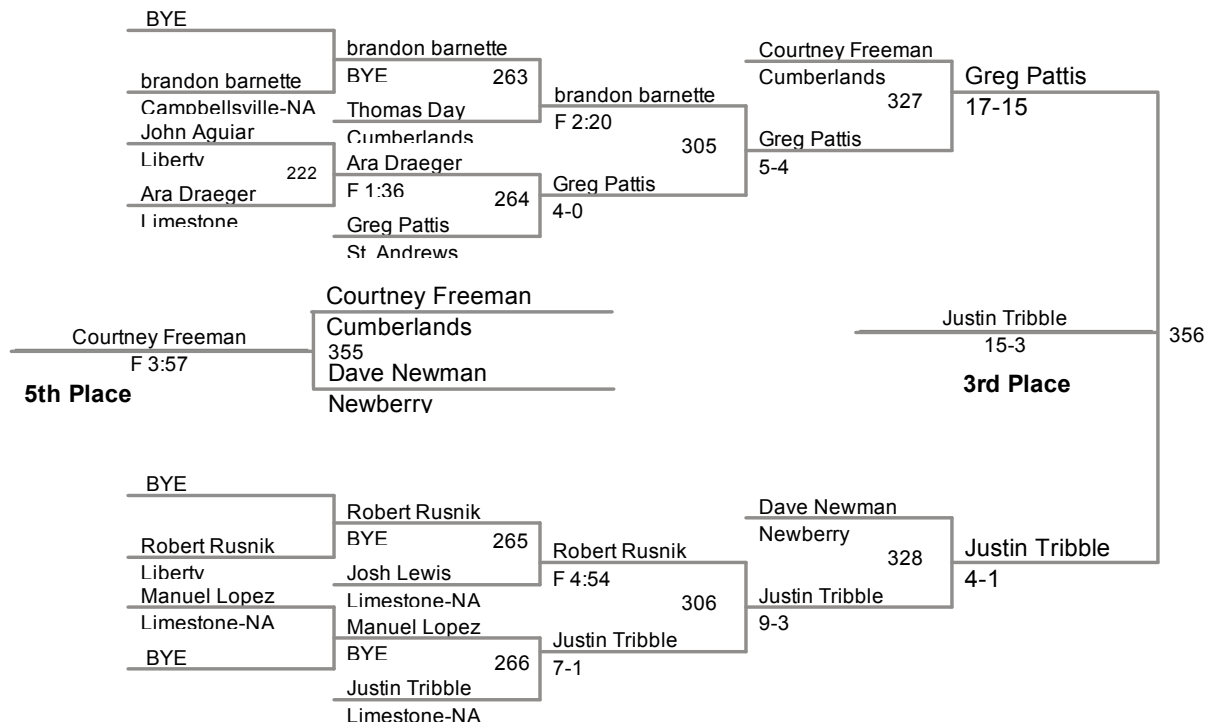 BYE
brandon barnette
Campbellsville-NA
John Aguiar
Liberty
222
Ara Draeger
Limestone
brandon barnette
BYE
263
Thomas Day
Cumberlands
Ara Draeger
F 1:36
264
Greg Pattis
St. Andrews
brandon barnette
F 2:20
305
Greg Pattis
4-0
Courtney Freeman
Cumberlands
327
Greg Pattis
5-4
Greg Pattis
17-15
Courtney Freeman
Cumberlands
355
Dave Newman
Newberry
Courtney Freeman
F 3:57
5th Place
Justin Tribble
15-3
3rd Place
356
BYE
Robert Rusnik
Liberty
Manuel Lopez
Limestone-NA
BYE
Robert Rusnik
BYE
265
Josh Lewis
Limestone-NA
Manuel Lopez
BYE
266
Justin Tribble
Limestone-NA
Robert Rusnik
F 4:54
306
Justin Tribble
7-1
Dave Newman
Newberry
328
Justin Tribble
9-3
Justin Tribble
4-1